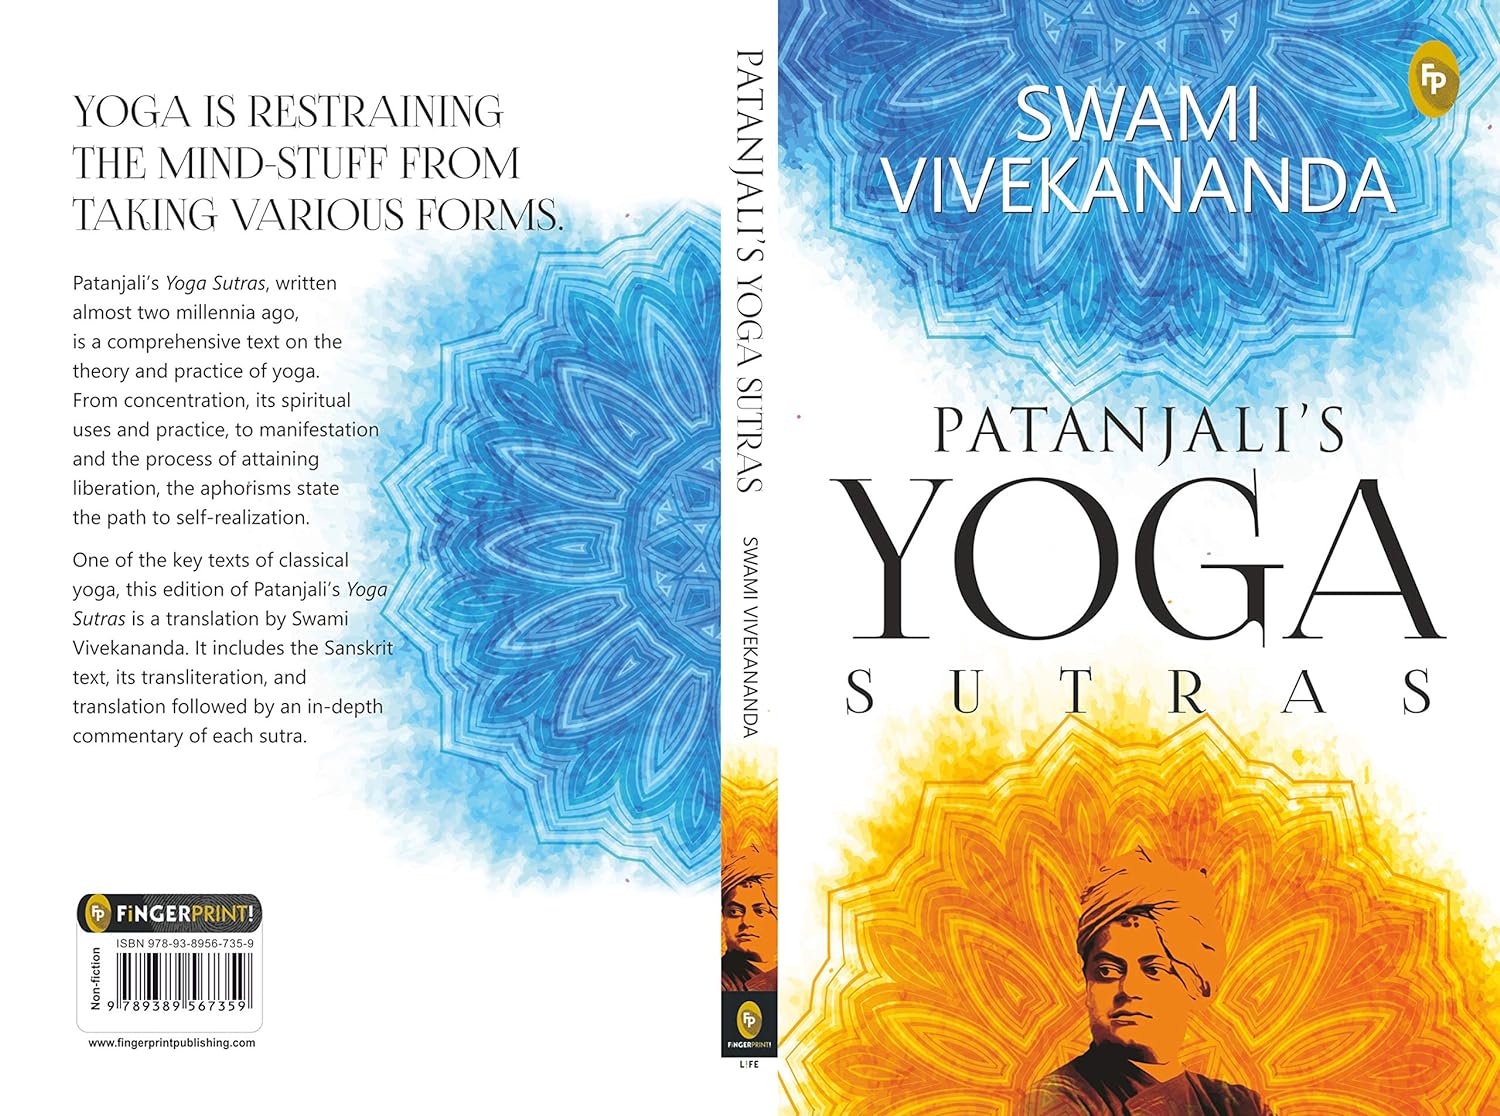 YOGA IS RESTRAINING
THE MIND-STUFF FROM
TAKING VARIOUS FORMS.
Patanjali's Yoga Sutras, written
almost two millennia ago,
is a comprehensive text on the
theory and practice of yoga.
From concentration, its spiritual
uses and practice, to manifestation
and the process of attaining
liberation, the aphorisms state
the path to self-realization.
One of the key texts of classical
yoga, this edition of Patanjali's Yoga
Sutras is a translation by Swami
Vivekananda. It includes the Sanskrit
text, its transliteration, and
translation followed by an in-depth
commentary of each sutra.
FP FiNGERPRINT!
ISBN 978-93-8956-735-9
Non-fiction
9 789389 567359
www.fingerprintpublishing.com
PATANJALI'S YOGA SUTRAS
SWAMI VIVEKANANDA
FP
FiNGERPRINT!
L!FE
FP
SWAMI
VIVEKANANDA
PATANJALI'S
YOGA
SUTRAS